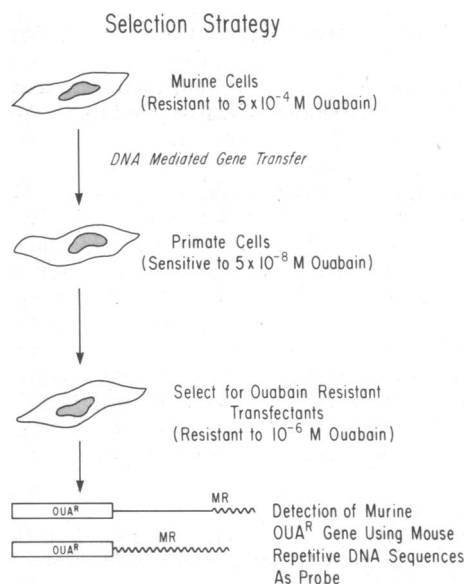 Selection Strategy
Murine Cells
(Resistant to 5 x 10⁻⁴ M Ouabain)
DNA Mediated Gene Transfer
Primate Cells
(Sensitive to 5 x 10⁻⁸ M Ouabain)
Select for Ouabain Resistant
Transfectants
(Resistant to 10⁻⁶ M Ouabain)
OUAᴿ
MR
OUAᴿ
MR
Detection of Murine
OUAᴿ Gene Using Mouse
Repetitive DNA Sequences
As Probe